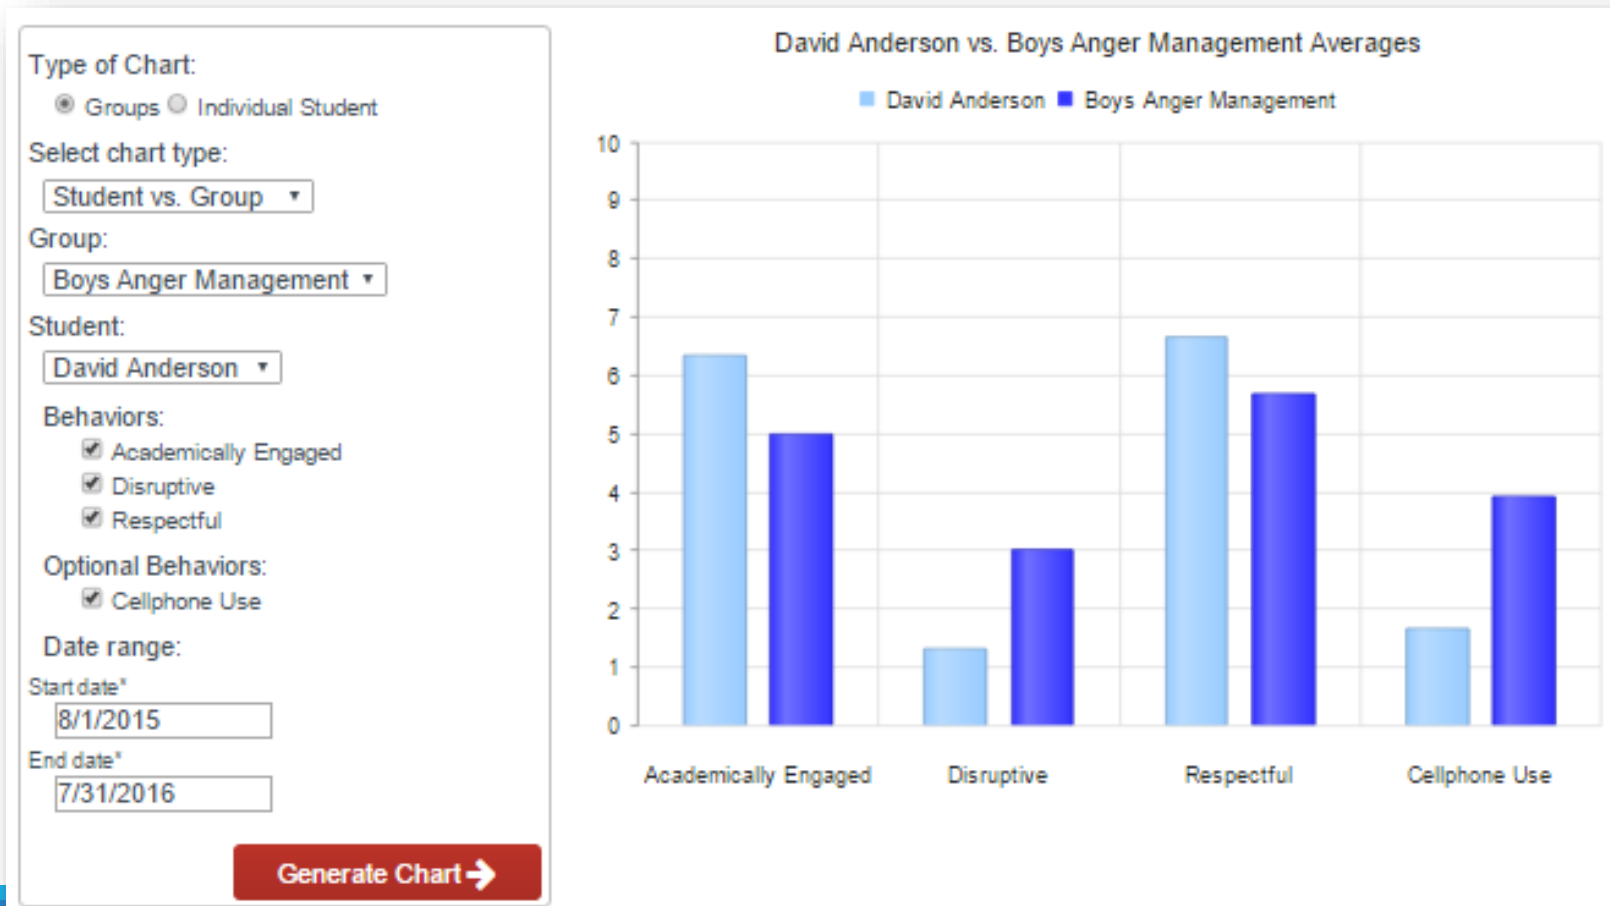 Type of Chart:
Groups Individual Student
Select chart type:
Student vs. Group
Group:
Boys Anger Management
Student:
David Anderson
Behaviors:
Academically Engaged
Disruptive
Respectful
Optional Behaviors:
Cellphone Use
Date range:
Start date*
8/1/2015
End date*
7/31/2016
Generate Chart
David Anderson vs. Boys Anger Management Averages
David Anderson Boys Anger Management
10
9
8
7
6
5
4
3
2
1
0
Academically Engaged Disruptive Respectful Cellphone Use